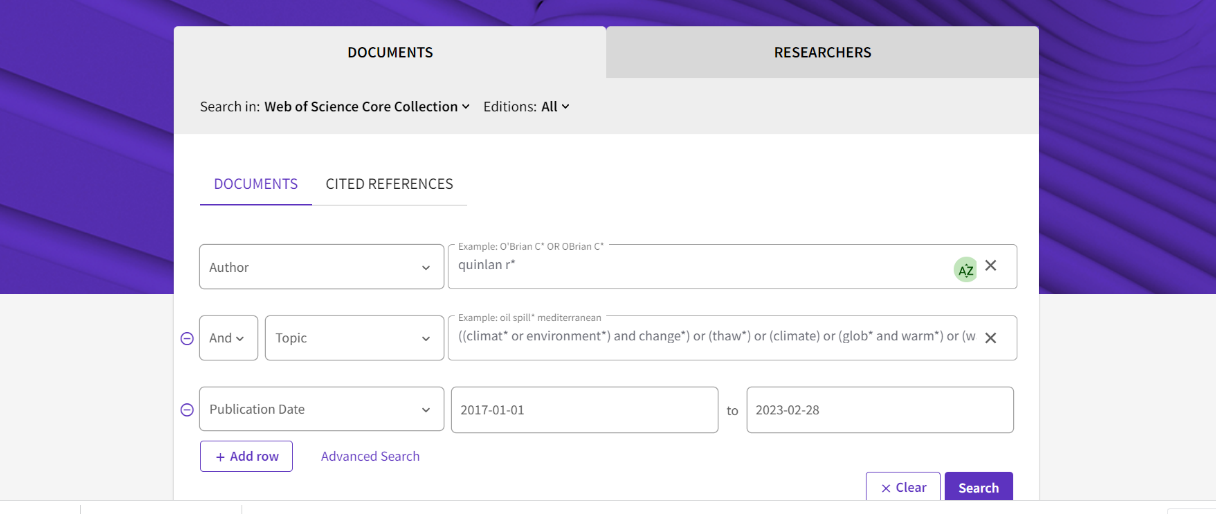 DOCUMENTS
RESEARCHERS
Search in: Web of Science Core Collection Editions: All
DOCUMENTS
CITED REFERENCES
Author
Example: O'Brian C* OR OBrian C*
quinlan r*
AZ
And
Topic
Example: oil spill* mediterranean
((climat* or environment*) and change*) or (thaw*) or (climate) or (glob* and warm*) or (w
Publication Date
2017-01-01
to
2023-02-28
+ Add row
Advanced Search
× Clear
Search